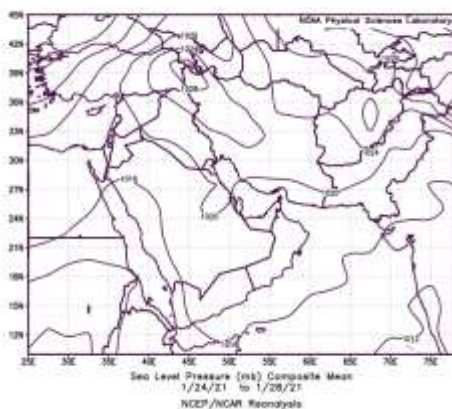 NOAA Physical Sciences Laboratory
45N
42N
39N
36N
33N
30N
27N
24N
21N
18N
15N
12N
1024
1020
25E 30E 35E 40E 45E 50E 55E 60E 65E 70E 75E
Sea Level Pressure (mb) Composite Mean
1/24/21 to 1/28/21
NCEP/NCAR Reanalysis